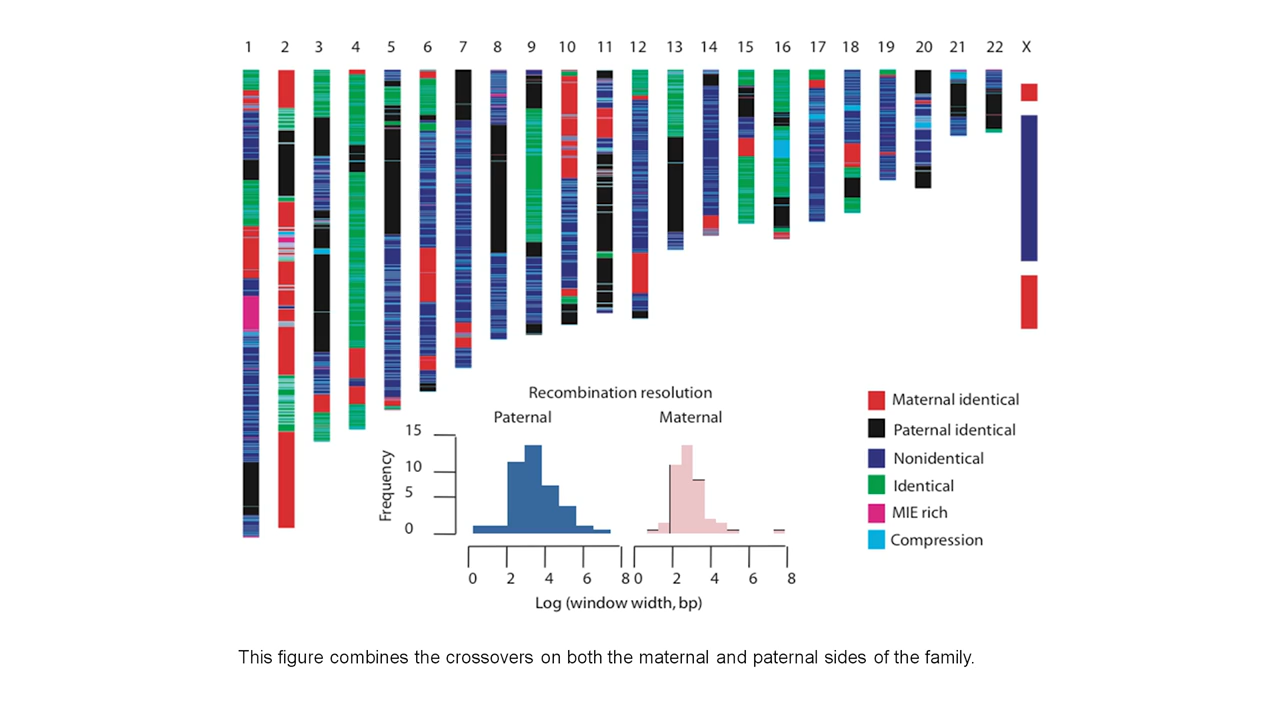 1 2 3 4 5 6 7 8 9 10 11 12 13 14 15 16 17 18 19 20 21 22 X
Recombination resolution
Paternal Maternal
15
10
5
0
Frequency
0 2 4 6 8 0 2 4 6 8
Log (window width, bp)
Maternal identical
Paternal identical
Nonidentical
Identical
MIE rich
Compression
This figure combines the crossovers on both the maternal and paternal sides of the family.